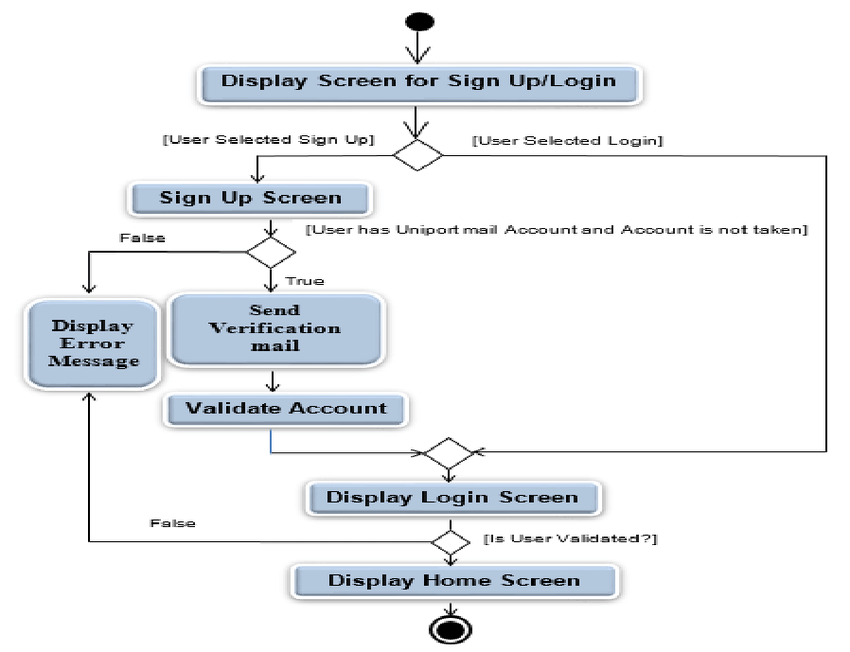 Display Screen for Sign Up/Login
[User Selected Sign Up]
[User Selected Login]
Sign Up Screen
[User has Uniport mail Account and Account is not taken]
False
True
Display
Error
Message
Send
Verification
mail
Validate Account
Display Login Screen
False
[Is User Validated?]
Display Home Screen